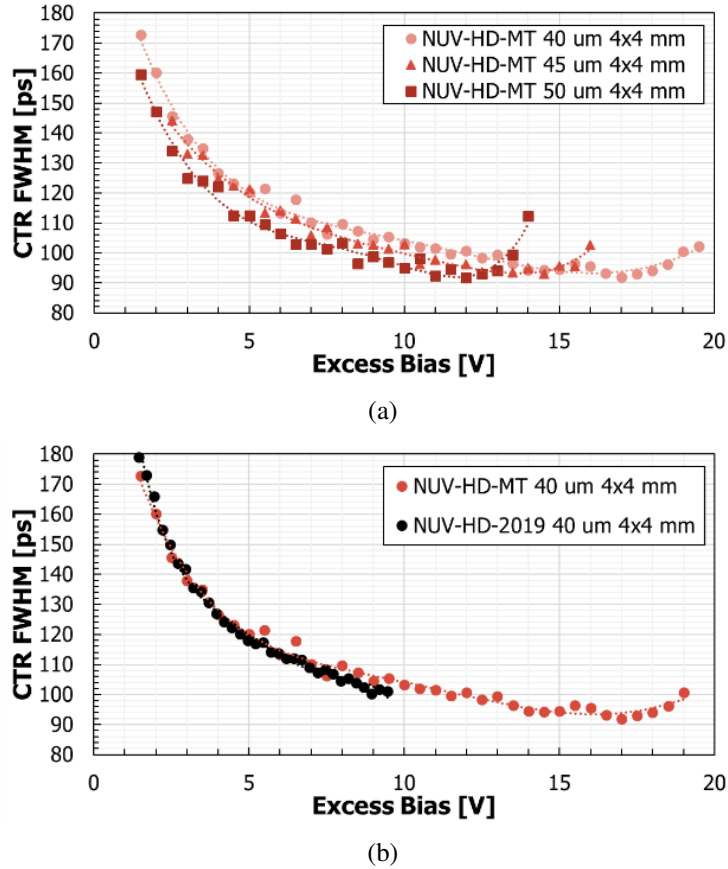 180
170
160
150
140
130
120
110
100
90
80
CTR FWHM [ps]
NUV-HD-MT 40 um 4x4 mm
NUV-HD-MT 45 um 4x4 mm
NUV-HD-MT 50 um 4x4 mm
0 5 10 15 20
Excess Bias [V]
(a)
180
170
160
150
140
130
120
110
100
90
80
CTR FWHM [ps]
NUV-HD-MT 40 um 4x4 mm
NUV-HD-2019 40 um 4x4 mm
0 5 10 15 20
Excess Bias [V]
(b)